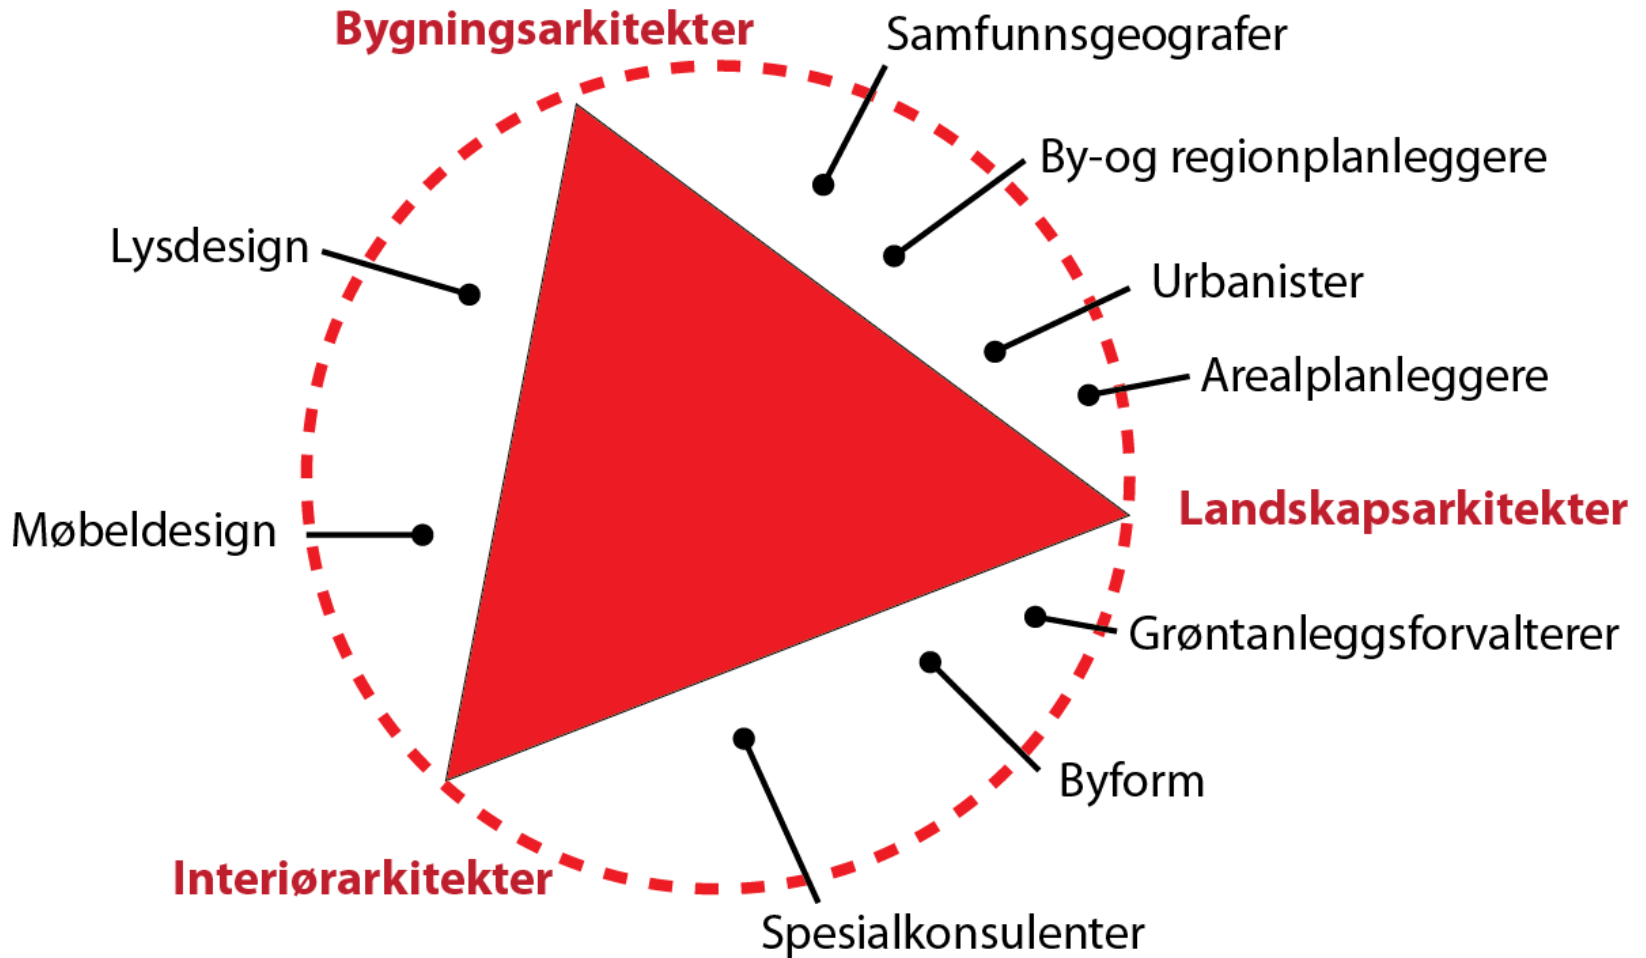 Bygningsarkitekter
Samfunnsgeografer
By-og regionplanleggere
Lysdesign
Urbanister
Arealplanleggere
Landskapsarkitekter
Møbeldesign
Grøntanleggsforvalterer
Byform
Interiørarkitekter
Spesialkonsulenter